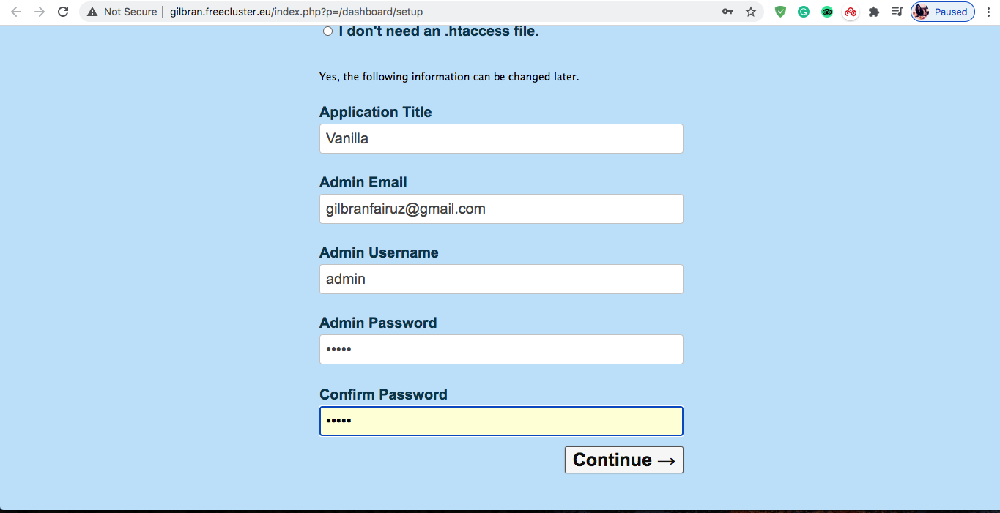 Not Secure
gilbran.freecluster.eu/index.php?p=/dashboard/setup
Paused
I don't need an .htaccess file.
Yes, the following information can be changed later.
Application Title
Vanilla
Admin Email
gilbranfairuz@gmail.com
Admin Username
admin
Admin Password
•••••
Confirm Password
•••••
Continue →